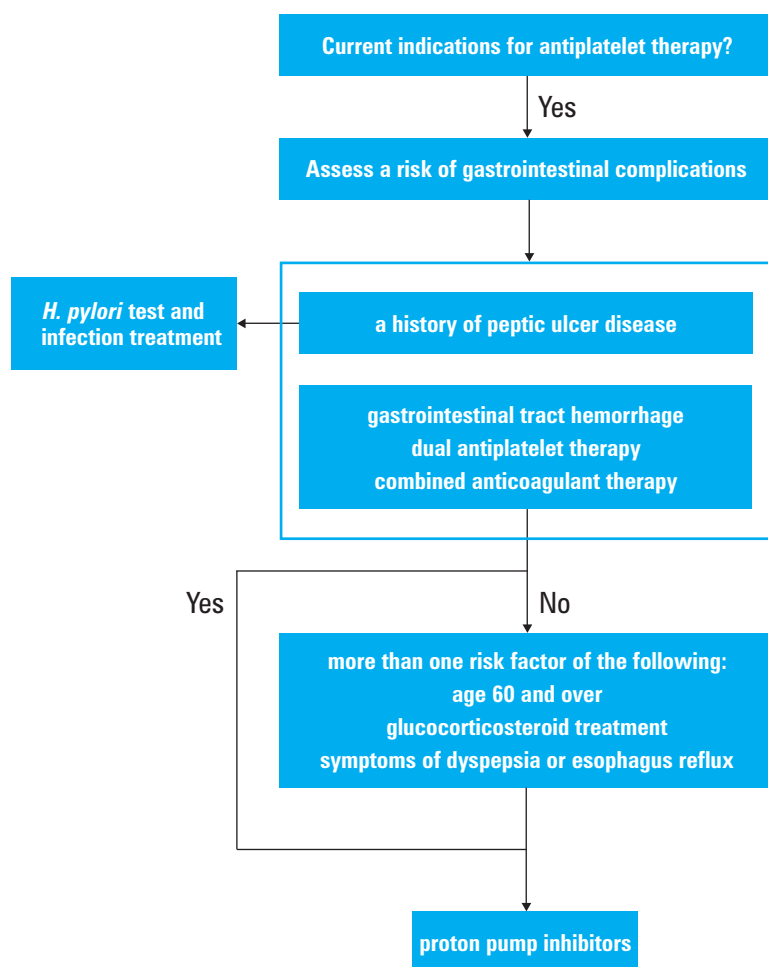 Current indications for antiplatelet therapy?
Yes
Assess a risk of gastrointestinal complications
H. pylori test and
infection treatment
a history of peptic ulcer disease
gastrointestinal tract hemorrhage
dual antiplatelet therapy
combined anticoagulant therapy
Yes
No
more than one risk factor of the following:
age 60 and over
glucocorticosteroid treatment
symptoms of dyspepsia or esophagus reflux
proton pump inhibitors